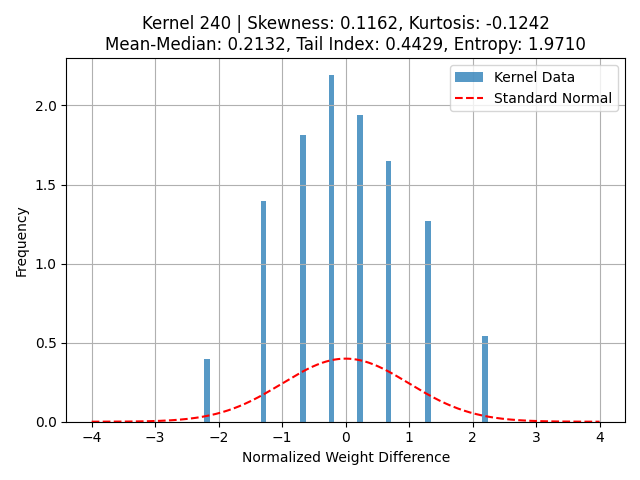 Kernel 240 | Skewness: 0.1162, Kurtosis: -0.1242
Mean-Median: 0.2132, Tail Index: 0.4429, Entropy: 1.9710
Kernel Data
Standard Normal
Frequency
2.0
1.5
1.0
0.5
0.0
−4 −3 −2 −1 0 1 2 3 4
Normalized Weight Difference